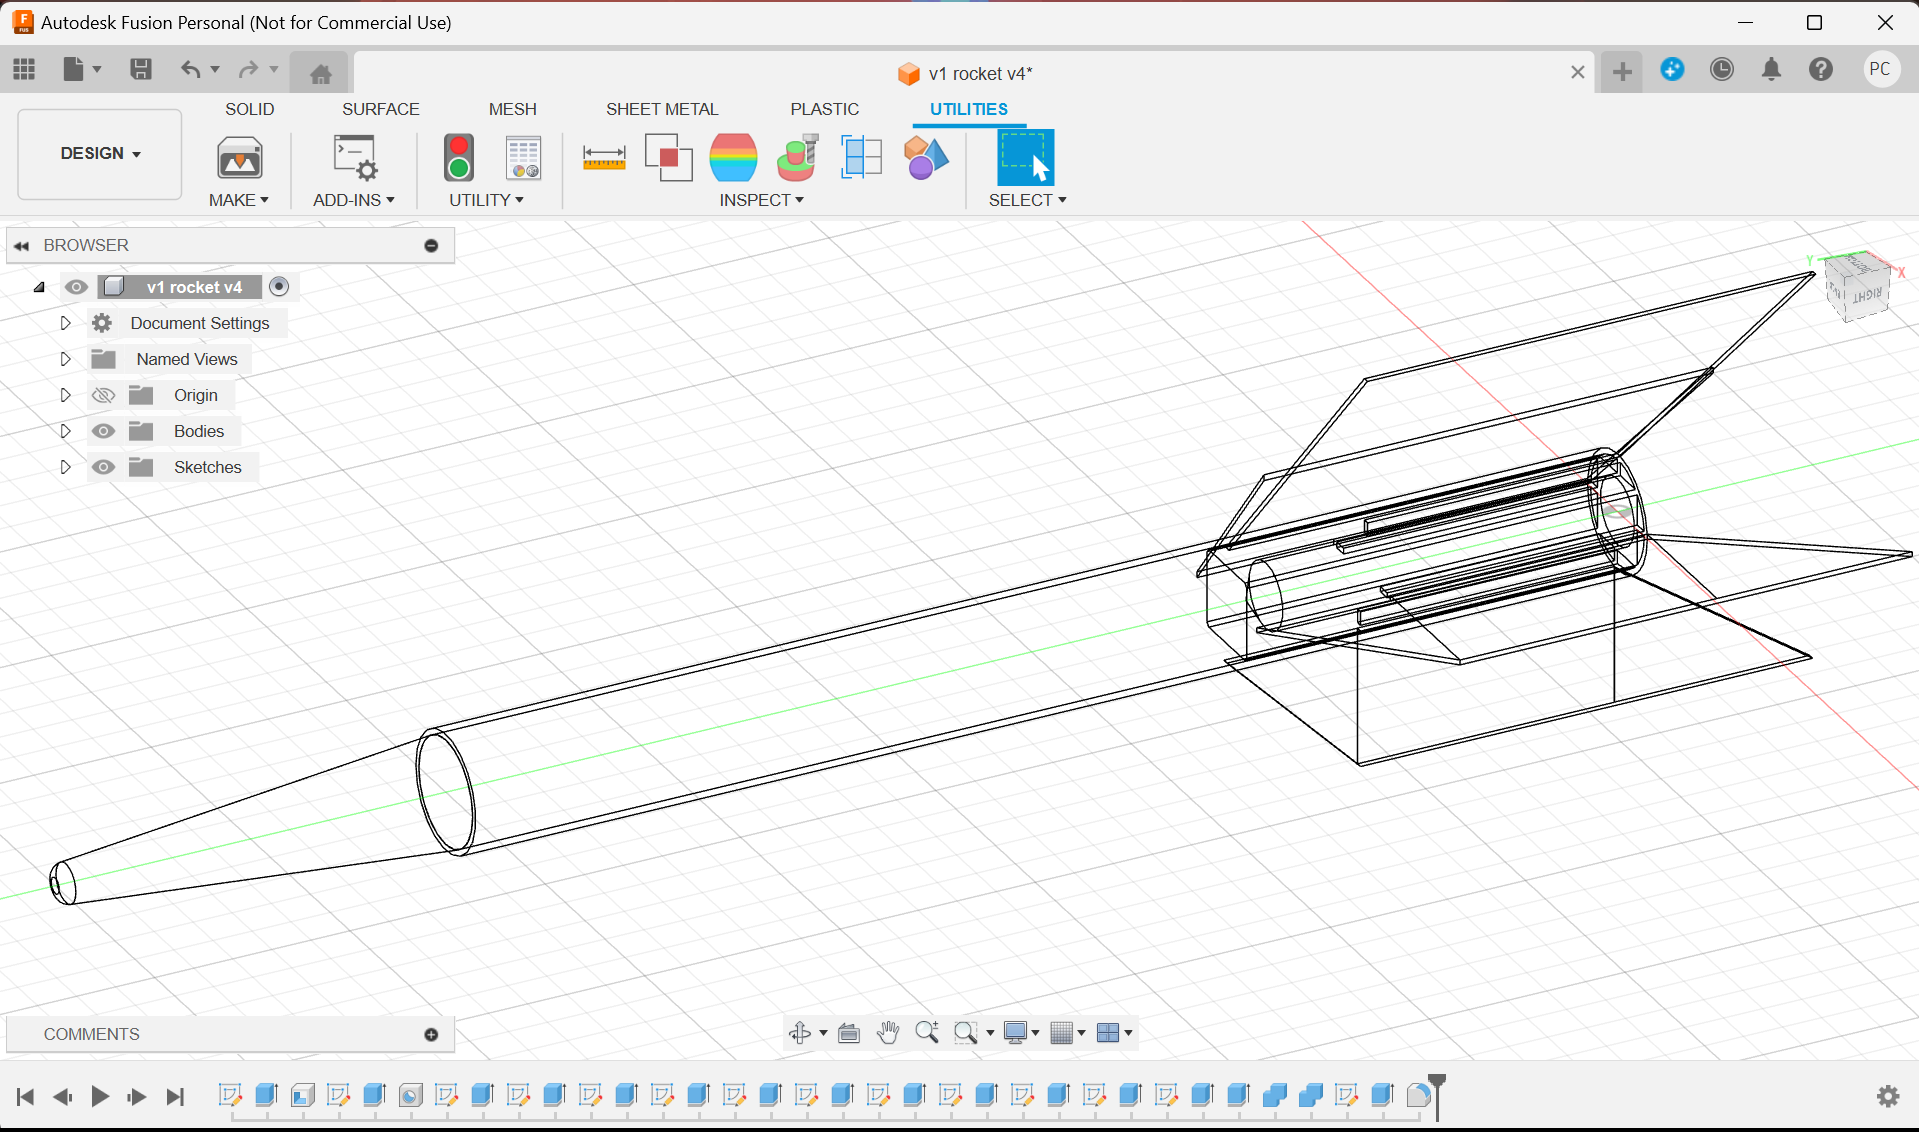 Autodesk Fusion Personal (Not for Commercial Use)
v1 rocket v4*
PC
SOLID
SURFACE
MESH
SHEET METAL
PLASTIC
UTILITIES
DESIGN
MAKE
ADD-INS
UTILITY
INSPECT
SELECT
BROWSER
v1 rocket v4
Document Settings
Named Views
Origin
Bodies
Sketches
Y
X
RIGHT
COMMENTS